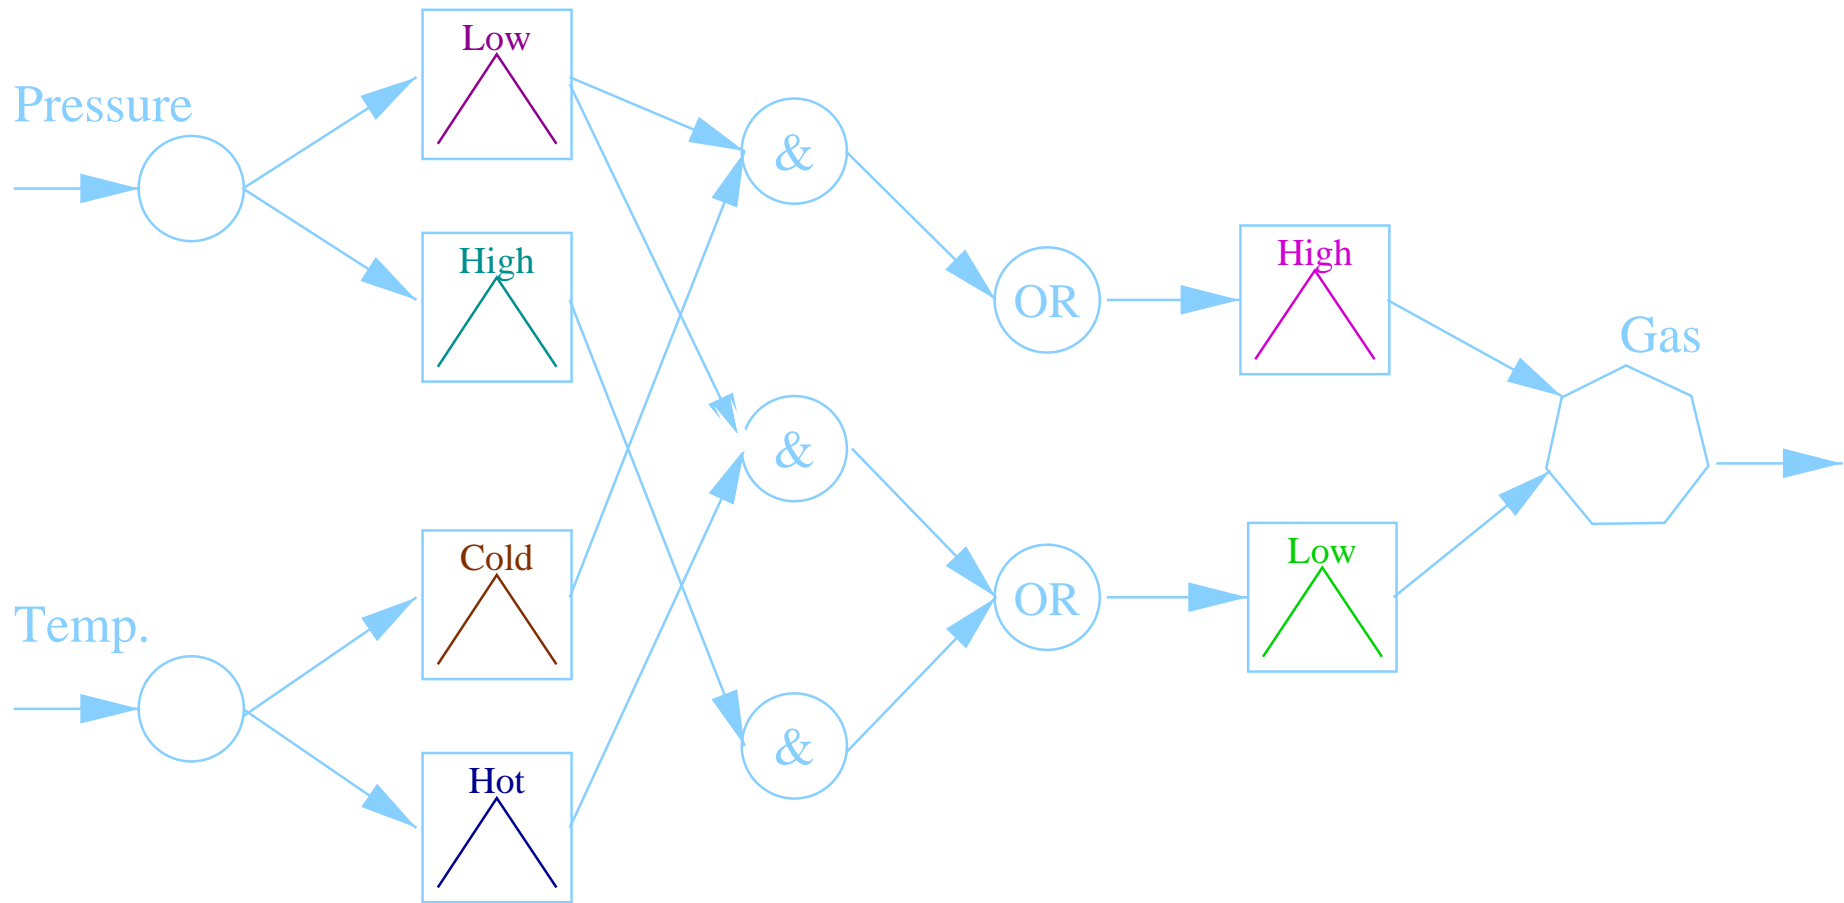 Low
Pressure
&
High
High
OR
Gas
&
Cold
Low
OR
Temp.
Hot
&